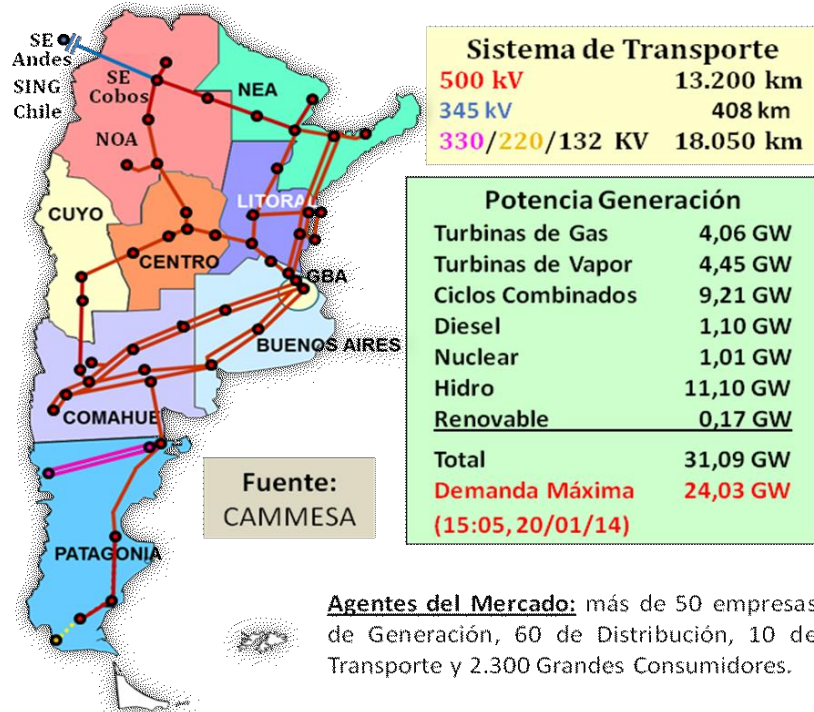 SE
Andes
SING
Chile
SE
Cobos
NEA
NOA
LITORAL
CUYO
CENTRO
GBA
BUENOS AIRES
COMAHUE
PATAGONIA
Sistema de Transporte
500 kV 13.200 km
345 kV 408 km
330/220/132 KV 18.050 km
Potencia Generación
Turbinas de Gas 4,06 GW
Turbinas de Vapor 4,45 GW
Ciclos Combinados 9,21 GW
Diesel 1,10 GW
Nuclear 1,01 GW
Hidro 11,10 GW
Renovable 0,17 GW
Total 31,09 GW
Demanda Máxima 24,03 GW
(15:05, 20/01/14)
Fuente:
CAMMESA
Agentes del Mercado: más de 50 empresas
de Generación, 60 de Distribución, 10 de
Transporte y 2.300 Grandes Consumidores.